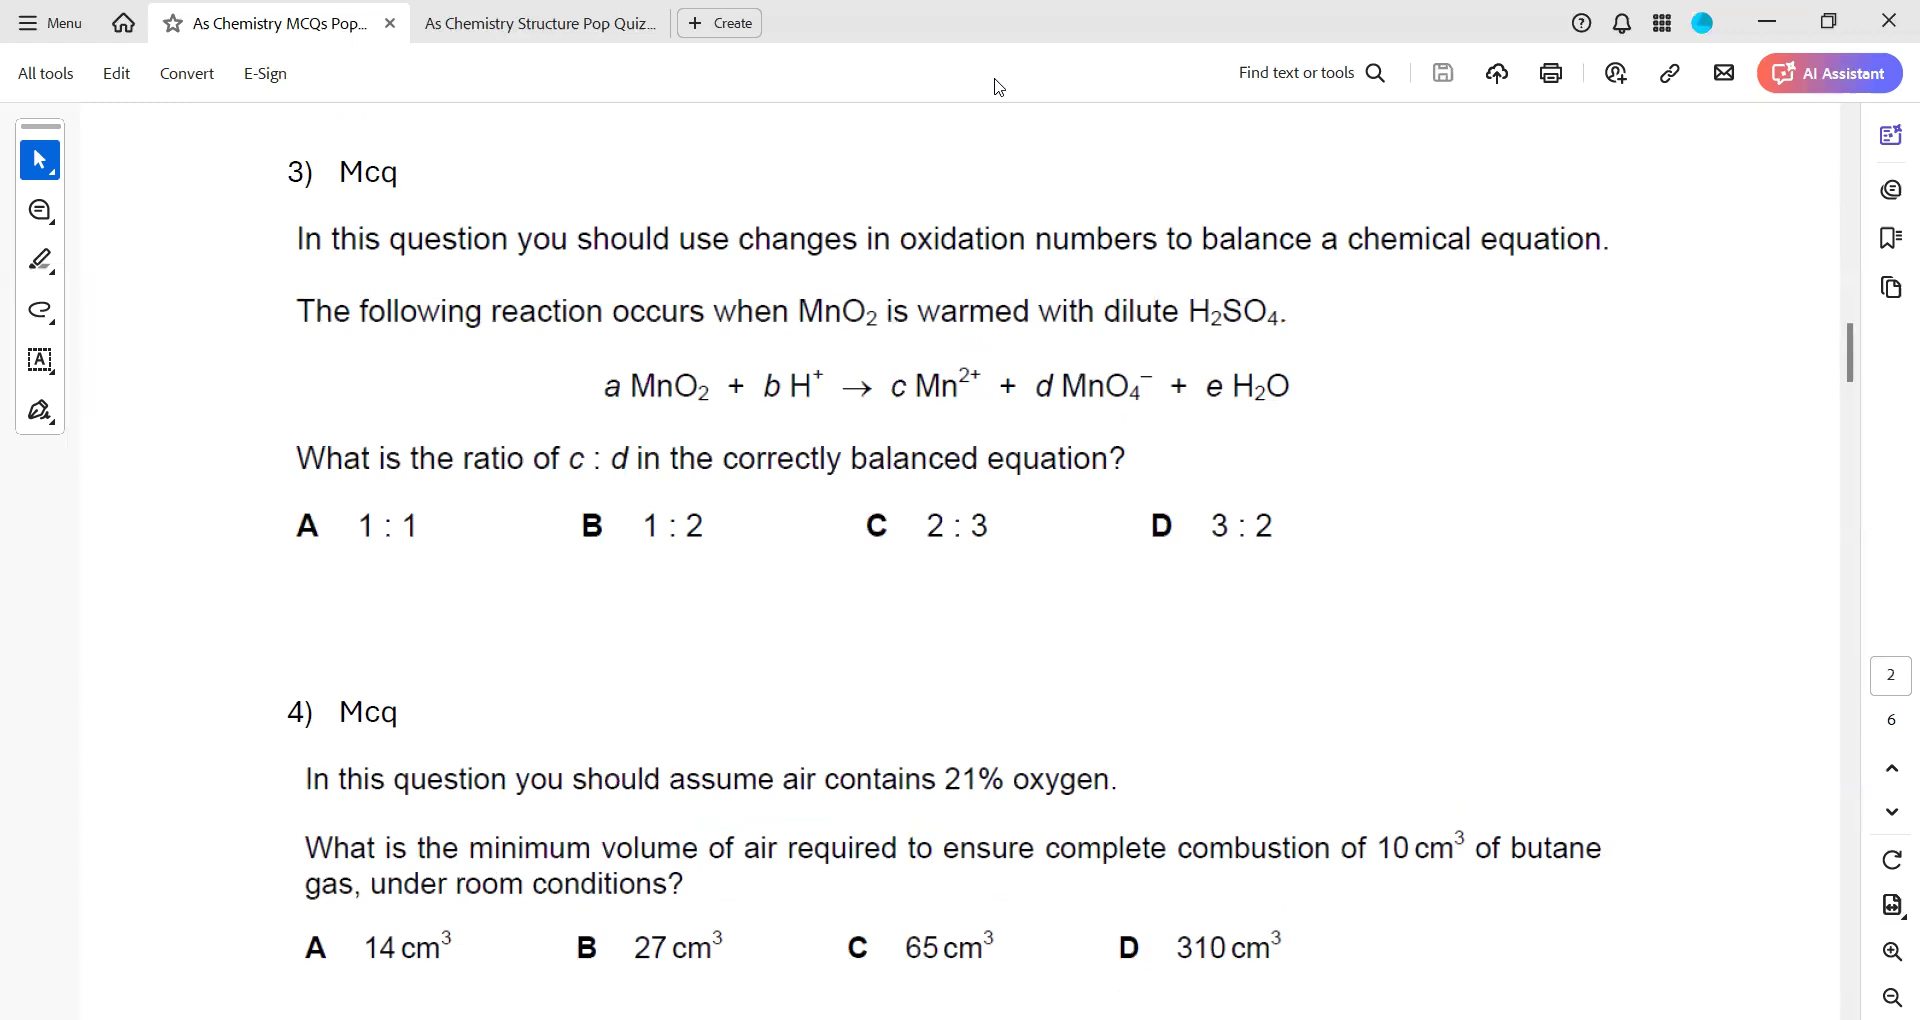 Menu
As Chemistry MCQs Pop...
As Chemistry Structure Pop Quiz...
+ Create
All tools Edit Convert E-Sign
Find text or tools
AI Assistant
3) Mcq
In this question you should use changes in oxidation numbers to balance a chemical equation.
The following reaction occurs when MnO₂ is warmed with dilute H₂SO₄.
a MnO₂ + b H⁺ → c Mn²⁺ + d MnO₄⁻ + e H₂O
What is the ratio of c : d in the correctly balanced equation?
A 1 : 1 B 1 : 2 C 2 : 3 D 3 : 2
4) Mcq
In this question you should assume air contains 21% oxygen.
What is the minimum volume of air required to ensure complete combustion of 10 cm³ of butane
gas, under room conditions?
A 14 cm³ B 27 cm³ C 65 cm³ D 310 cm³
2
6